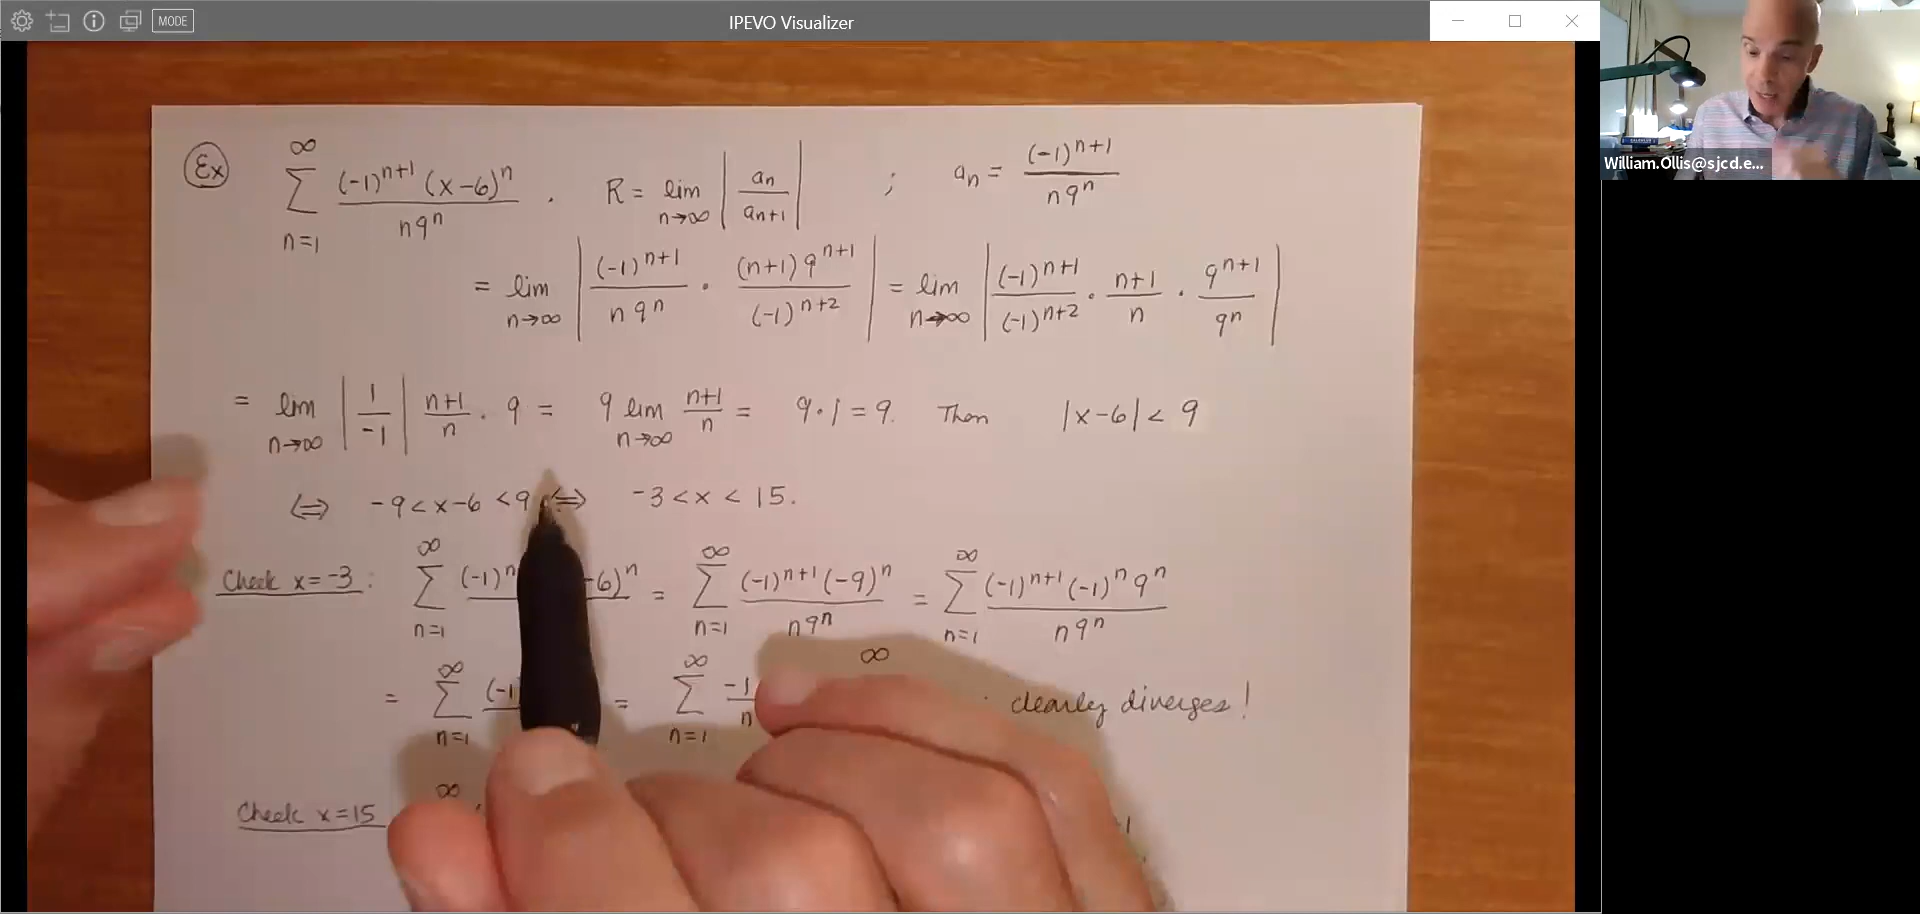 MODE
IPEVO Visualizer
William.Ollis@sjcd.e...
Ex ∞∑n=1 (-1)^{n+1} (x-6)^n / n9^n . R = lim n→∞ | a_n / a_{n+1} | ; a_n = (-1)^{n+1} / n9^n
= lim n→∞ | (-1)^{n+1} / n9^n · (n+1)9^{n+1} / (-1)^{n+2} | = lim n→∞ | (-1)^{n+1} / (-1)^{n+2} · n+1 / n · 9^{n+1} / 9^n |
= lim n→∞ | 1 / -1 | n+1 / n · 9 = 9 lim n→∞ n+1 / n = 9·1 = 9. Then |x-6| < 9
⇔ -9 < x-6 < 9 ⇔ -3 < x < 15.
Check x=-3: ∞∑n=1 (-1)^n -6)^n = ∞∑n=1 (-1)^{n+1} (-9)^n / n9^n = ∞∑n=1 (-1)^{n+1} (-1)^n 9^n / n9^n
= ∞∑n=1 (-1 = ∞∑n=1 -1 / n ∞ . clearly diverges!
Check x=15 ∞